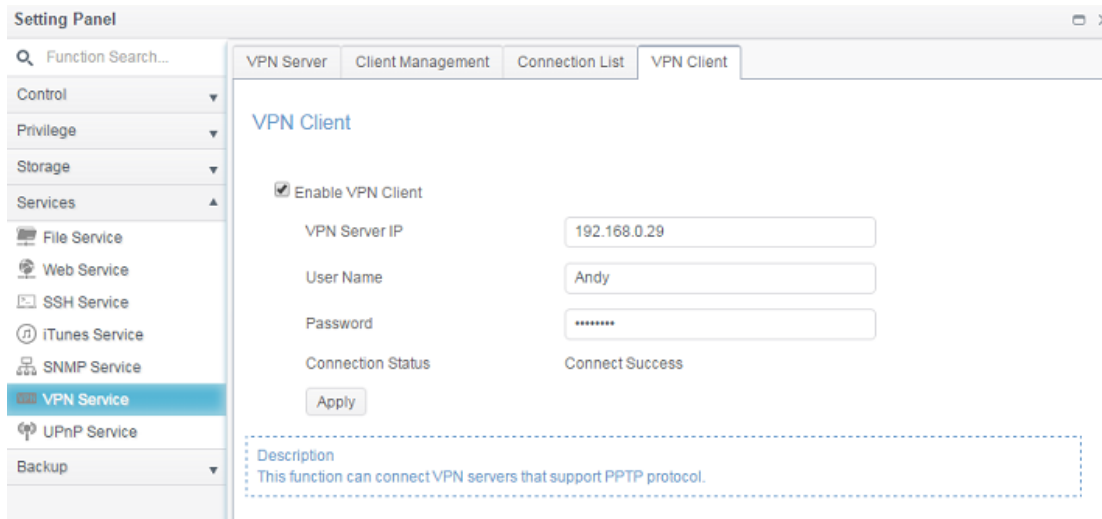 Setting Panel
Function Search...
Control
Privilege
Storage
Services
File Service
Web Service
SSH Service
iTunes Service
SNMP Service
VPN Service
UPnP Service
Backup
VPN Server Client Management Connection List VPN Client
VPN Client
Enable VPN Client
VPN Server IP 192.168.0.29
User Name Andy
Password ••••••••
Connection Status Connect Success
Apply
Description
This function can connect VPN servers that support PPTP protocol.